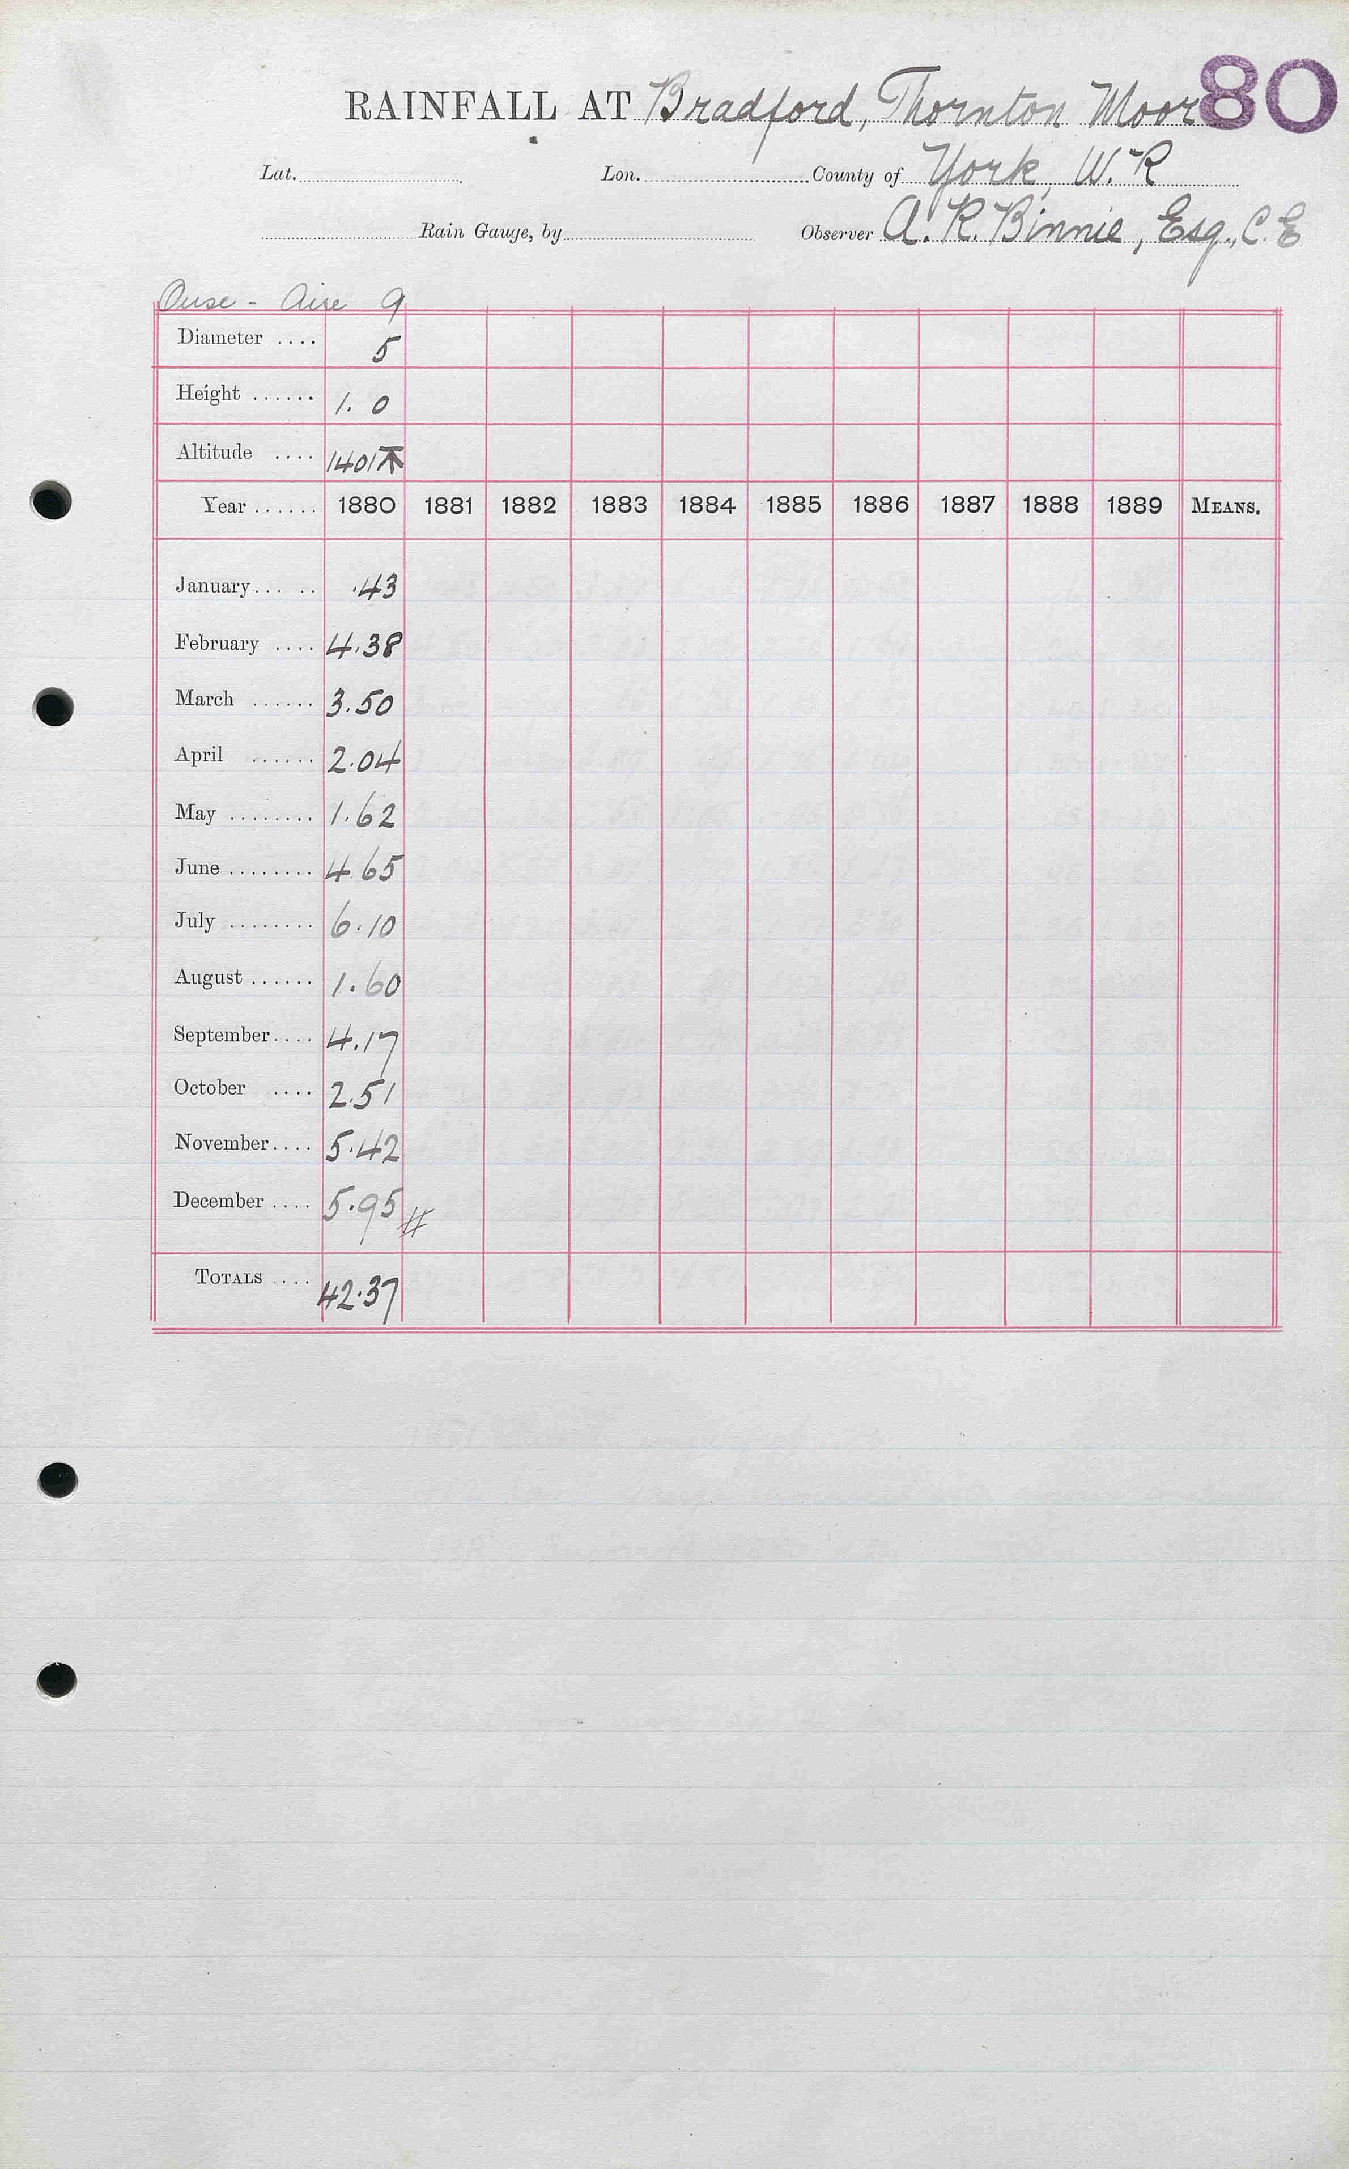 RAINFALL AT Bradford, Thornton Moor 80
Lat. Lon. County of York, W.R
Rain Gauge, by Observer A. R. Binnie, Esq., C.E
Ouse - Aire 9
Diameter .... 5
Height ...... 1. 0
Altitude .... 1401
Year ...... 1880 1881 1882 1883 1884 1885 1886 1887 1888 1889 MEANS.
January... .. .43
February .... 4.38
March ...... 3.50
April ...... 2.04
May ........ 1.62
June ........ 4.65
July ........ 6.10
August ...... 1.60
September.... 4.17
October .... 2.51
November.... 5.42
December .... 5.95 #
TOTALS .... 42.37